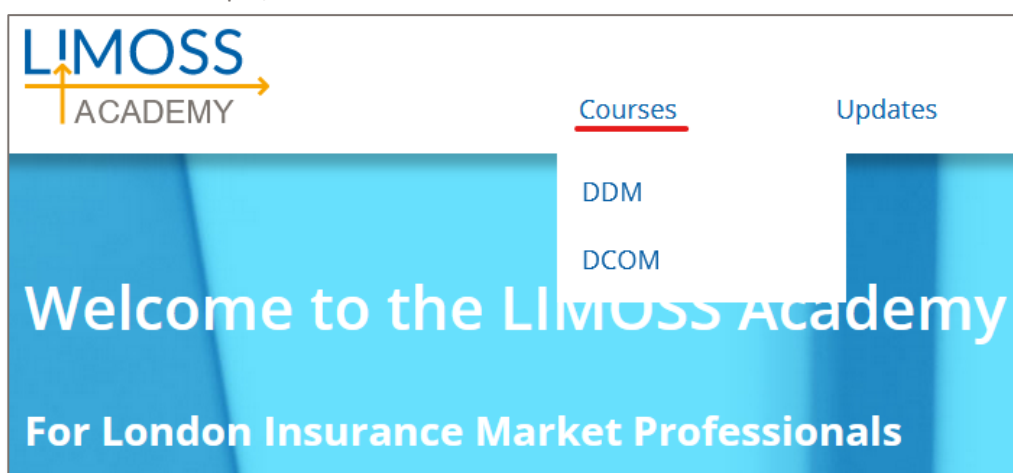 LIMOSS
ACADEMY
Courses Updates
DDM
DCOM
Welcome to the LIMOSS Academy
For London Insurance Market Professionals